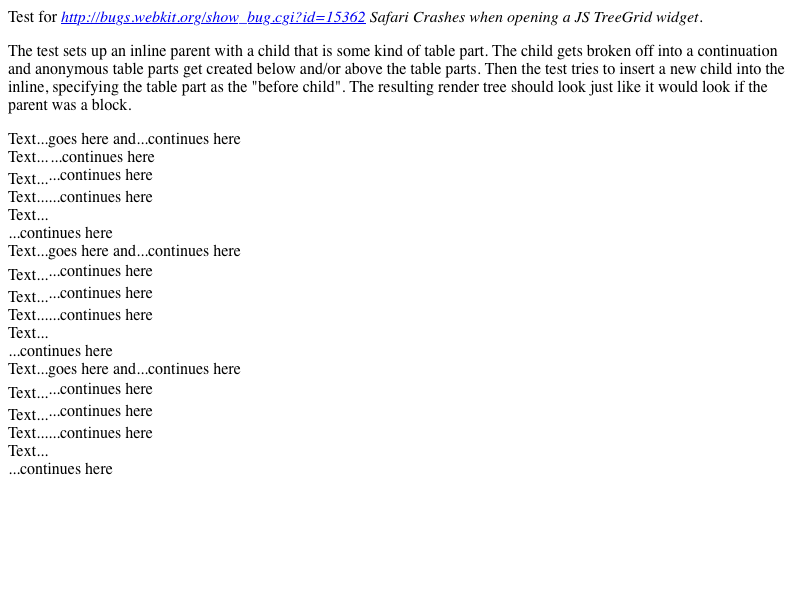 Test for http://bugs.webkit.org/show_bug.cgi?id=15362 Safari Crashes when opening a JS TreeGrid widget.
The test sets up an inline parent with a child that is some kind of table part. The child gets broken off into a continuation
and anonymous table parts get created below and/or above the table parts. Then the test tries to insert a new child into the
inline, specifying the table part as the "before child". The resulting render tree should look just like it would look if the
parent was a block.
Text...goes here and...continues here
Text... ...continues here
Text......continues here
Text......continues here
Text...
...continues here
Text...goes here and...continues here
Text......continues here
Text......continues here
Text......continues here
Text...
...continues here
Text...goes here and...continues here
Text......continues here
Text......continues here
Text......continues here
Text...
...continues here